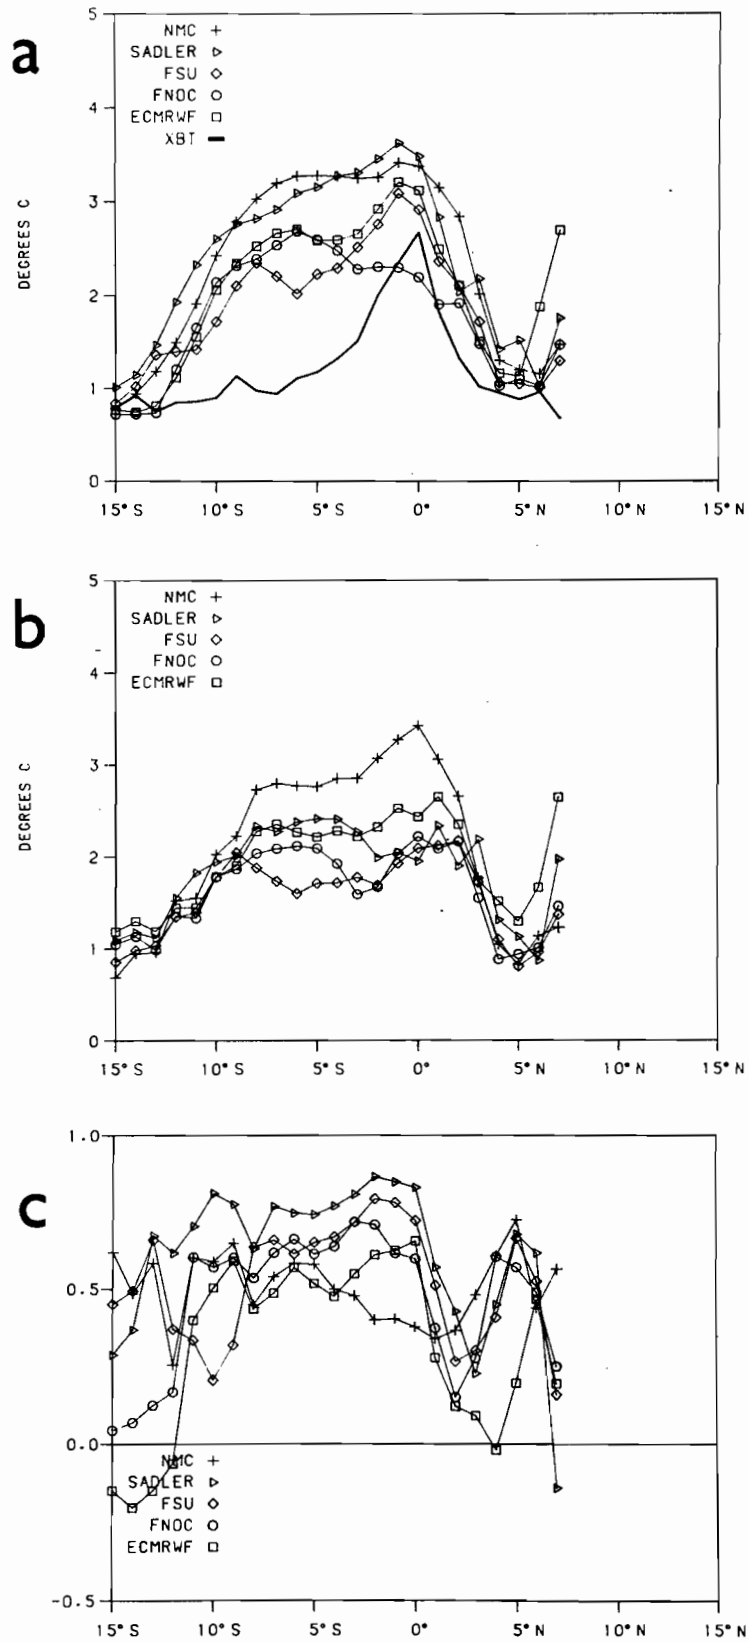 a
5
NMC +
SADLER
FSU
FNOC
ECMRWF
XBT
4
3
2
1
0
DEGREES C
15°S 10°S 5°S 0° 5°N 10°N 15°N
b
5
NMC +
SADLER
FSU
FNOC
ECMRWF
4
3
2
1
0
DEGREES C
15°S 10°S 5°S 0° 5°N 10°N 15°N
c
1.0
0.5
0.0
NMC +
SADLER
FSU
FNOC
ECMRWF
-0.5
15°S 10°S 5°S 0° 5°N 10°N 15°N